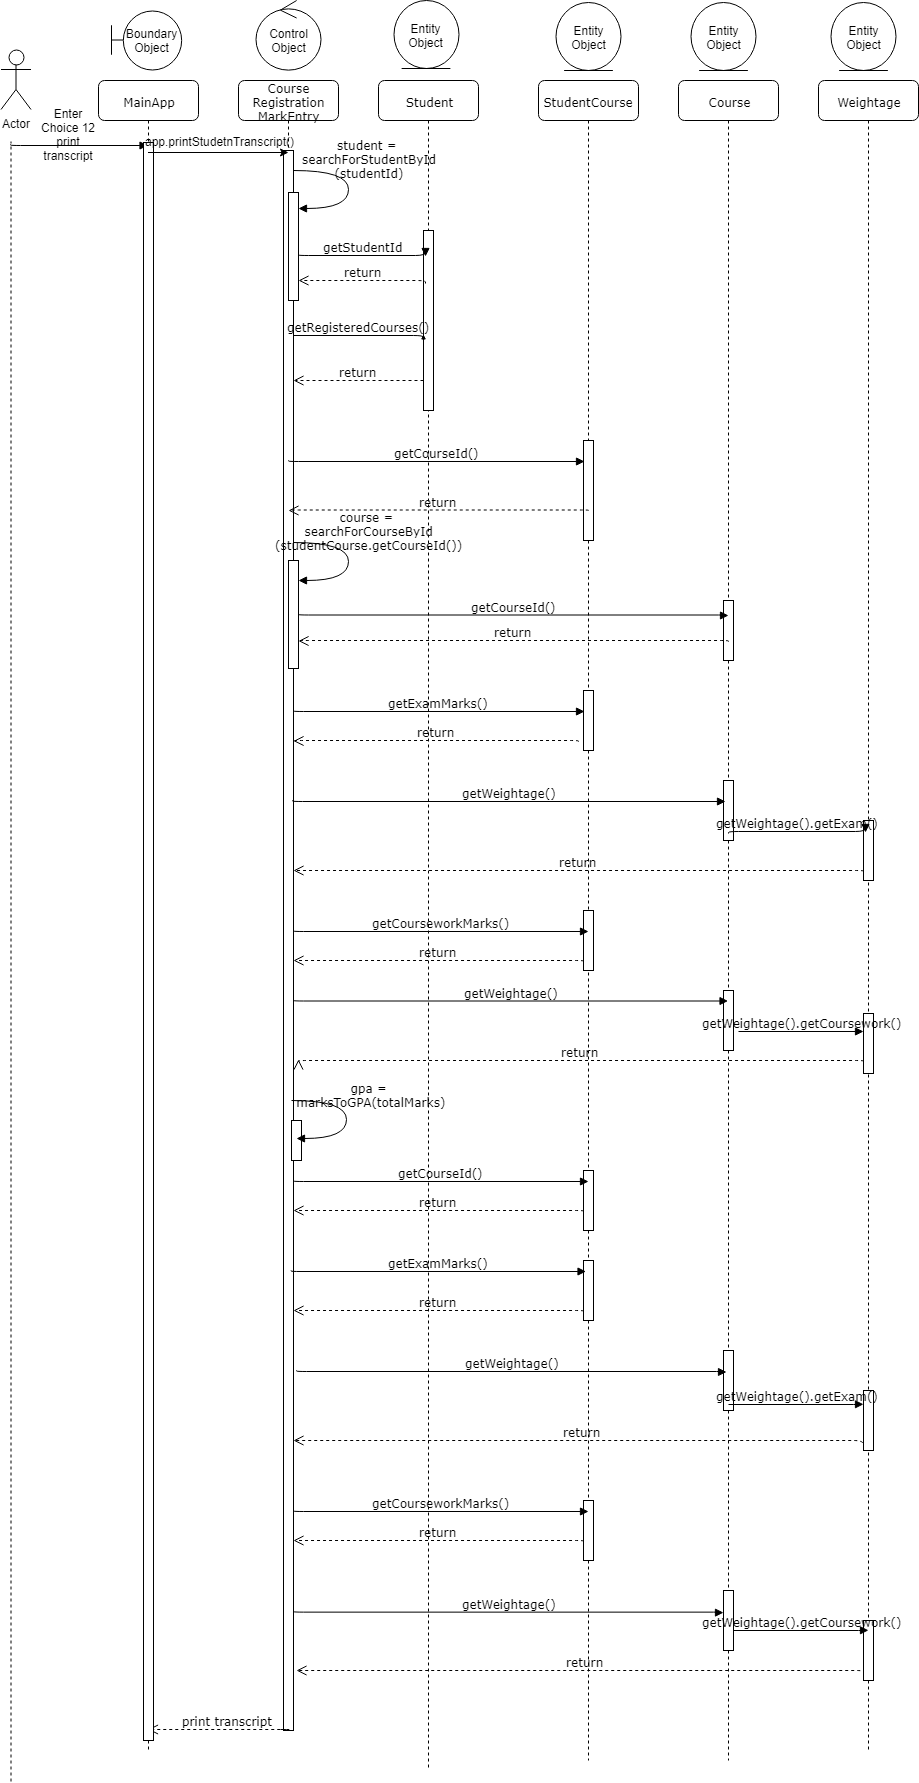 Boundary
Object
Control
Object
Entity
Object
Entity
Object
Entity
Object
Entity
Object
Actor
MainApp
Course
Registration
MarkEntry
Student
StudentCourse
Course
Weightage
Enter
Choice 12
print
transcript
app.printStudetnTranscript()
student =
searchForStudentById
(studentId)
getStudentId
return
getRegisteredCourses()
return
getCourseId()
return
course =
searchForCourseById
(studentCourse.getCourseId())
getCourseId()
return
getExamMarks()
return
getWeightage()
getWeightage().getExam()
return
getCourseworkMarks()
return
getWeightage()
getWeightage().getCoursework()
return
gpa =
marksToGPA(totalMarks)
getCourseId()
return
getExamMarks()
return
getWeightage()
getWeightage().getExam()
return
getCourseworkMarks()
return
getWeightage()
getWeightage().getCoursework()
return
print transcript